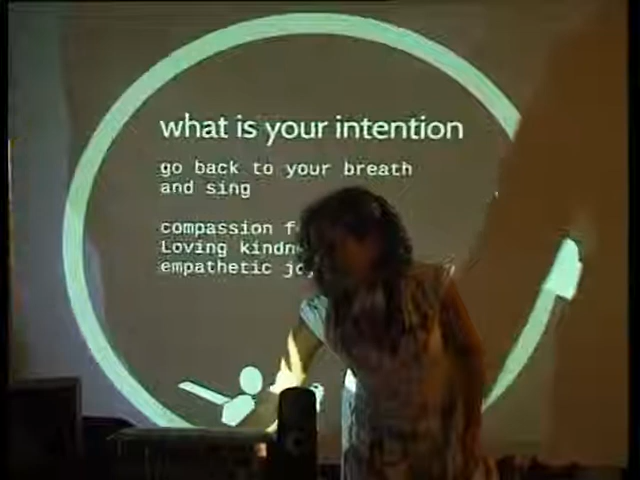 what is your intention
go back to your breath
and sing
compassion
Loving
empathetic